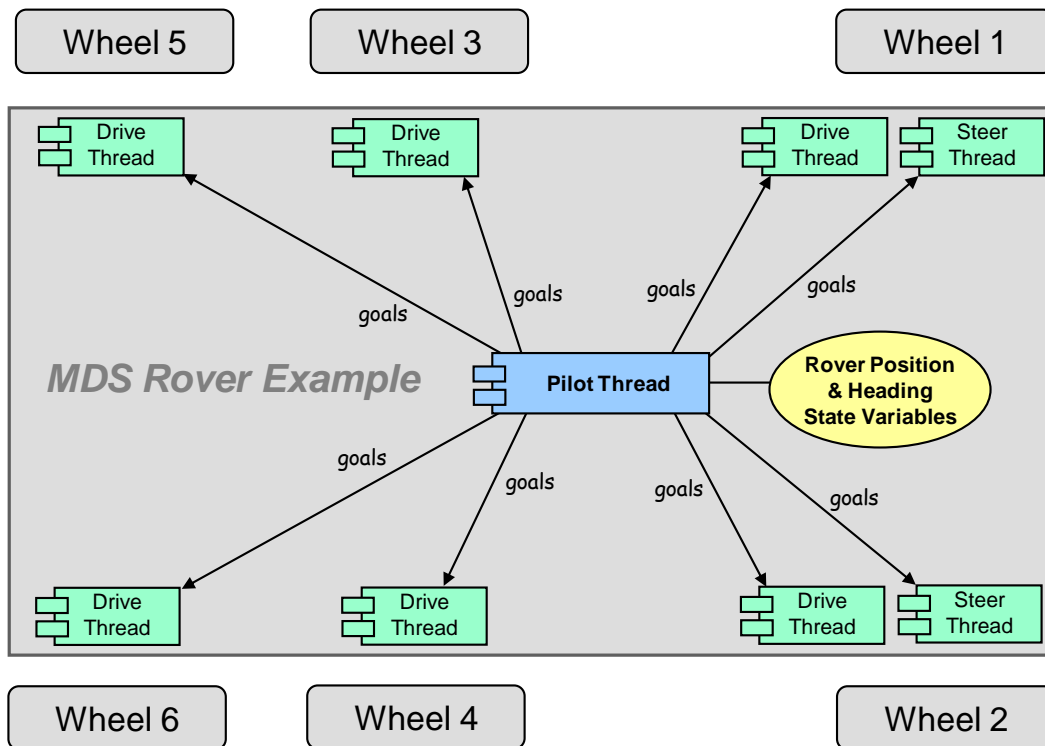 Wheel 5
Wheel 3
Wheel 1
Drive
Thread
Drive
Thread
Drive
Thread
Steer
Thread
goals
goals
goals
goals
MDS Rover Example
Pilot Thread
Rover Position
& Heading
State Variables
goals
goals
goals
goals
Drive
Thread
Drive
Thread
Drive
Thread
Steer
Thread
Wheel 6
Wheel 4
Wheel 2